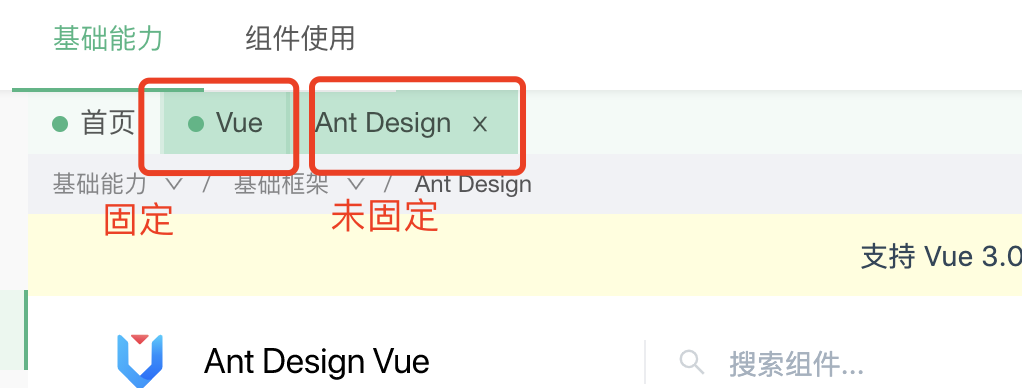 基础能力 组件使用
首页 Vue Ant Design ×
基础能力 / 基础框架 / Ant Design
固定 未固定
支持 Vue 3.0
Ant Design Vue 搜索组件...